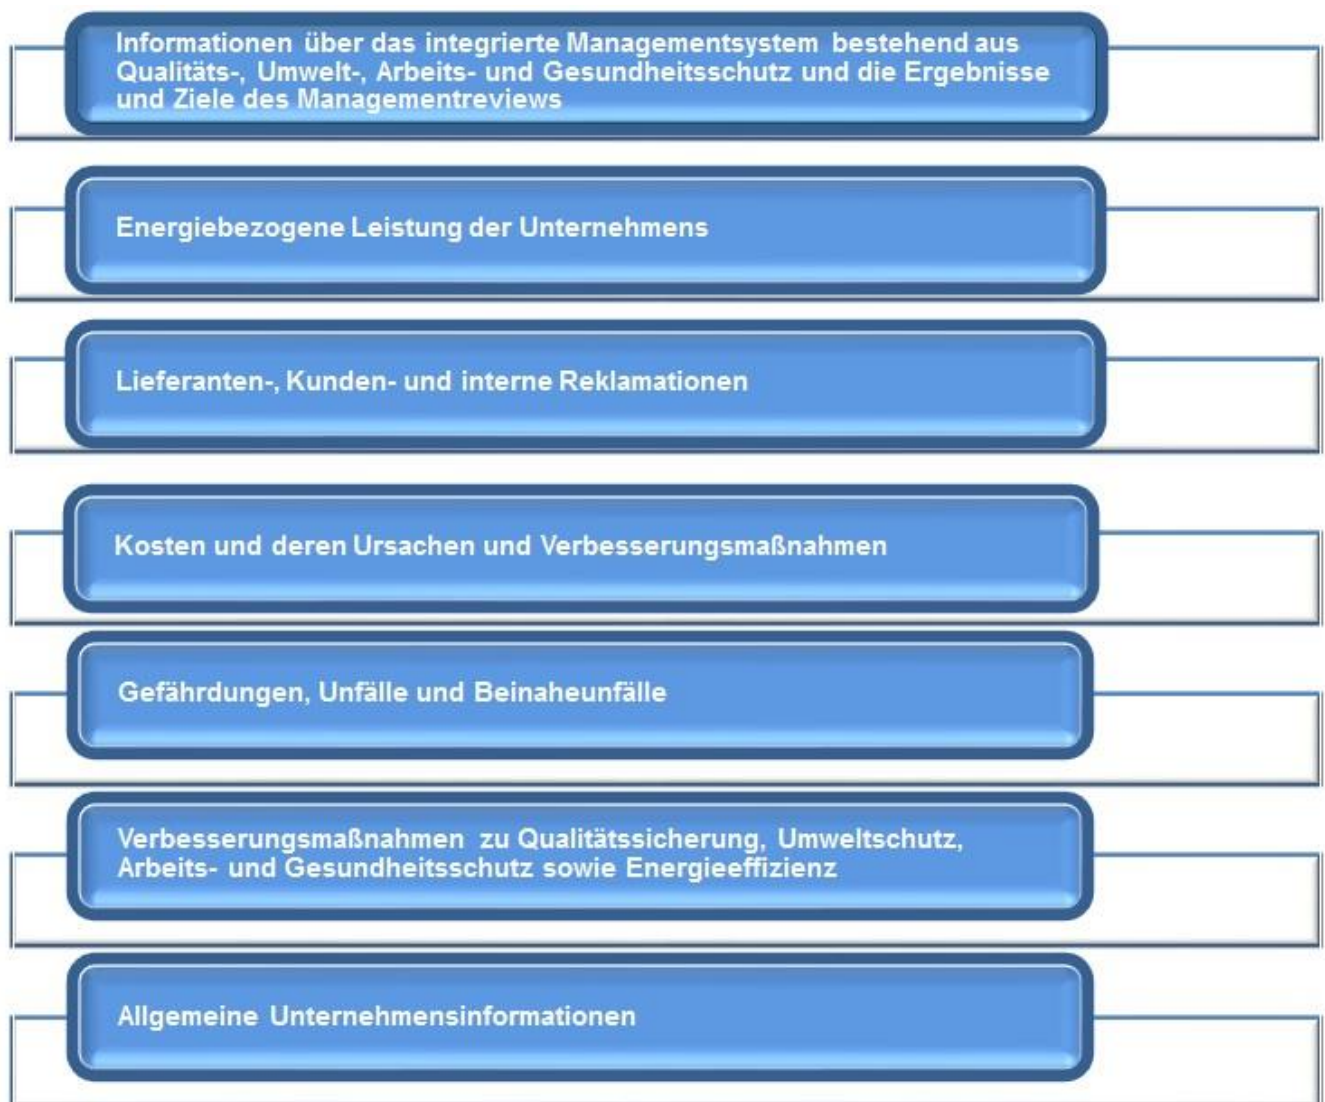 Informationen über das integrierte Managementsystem bestehend aus
Qualitäts-, Umwelt-, Arbeits- und Gesundheitsschutz und die Ergebnisse
und Ziele des Managementreviews
Energiebezogene Leistung der Unternehmens
Lieferanten-, Kunden- und interne Reklamationen
Kosten und deren Ursachen und Verbesserungsmaßnahmen
Gefährdungen, Unfälle und Beinaheunfälle
Verbesserungsmaßnahmen zu Qualitätssicherung, Umweltschutz,
Arbeits- und Gesundheitsschutz sowie Energieeffizienz
Allgemeine Unternehmensinformationen